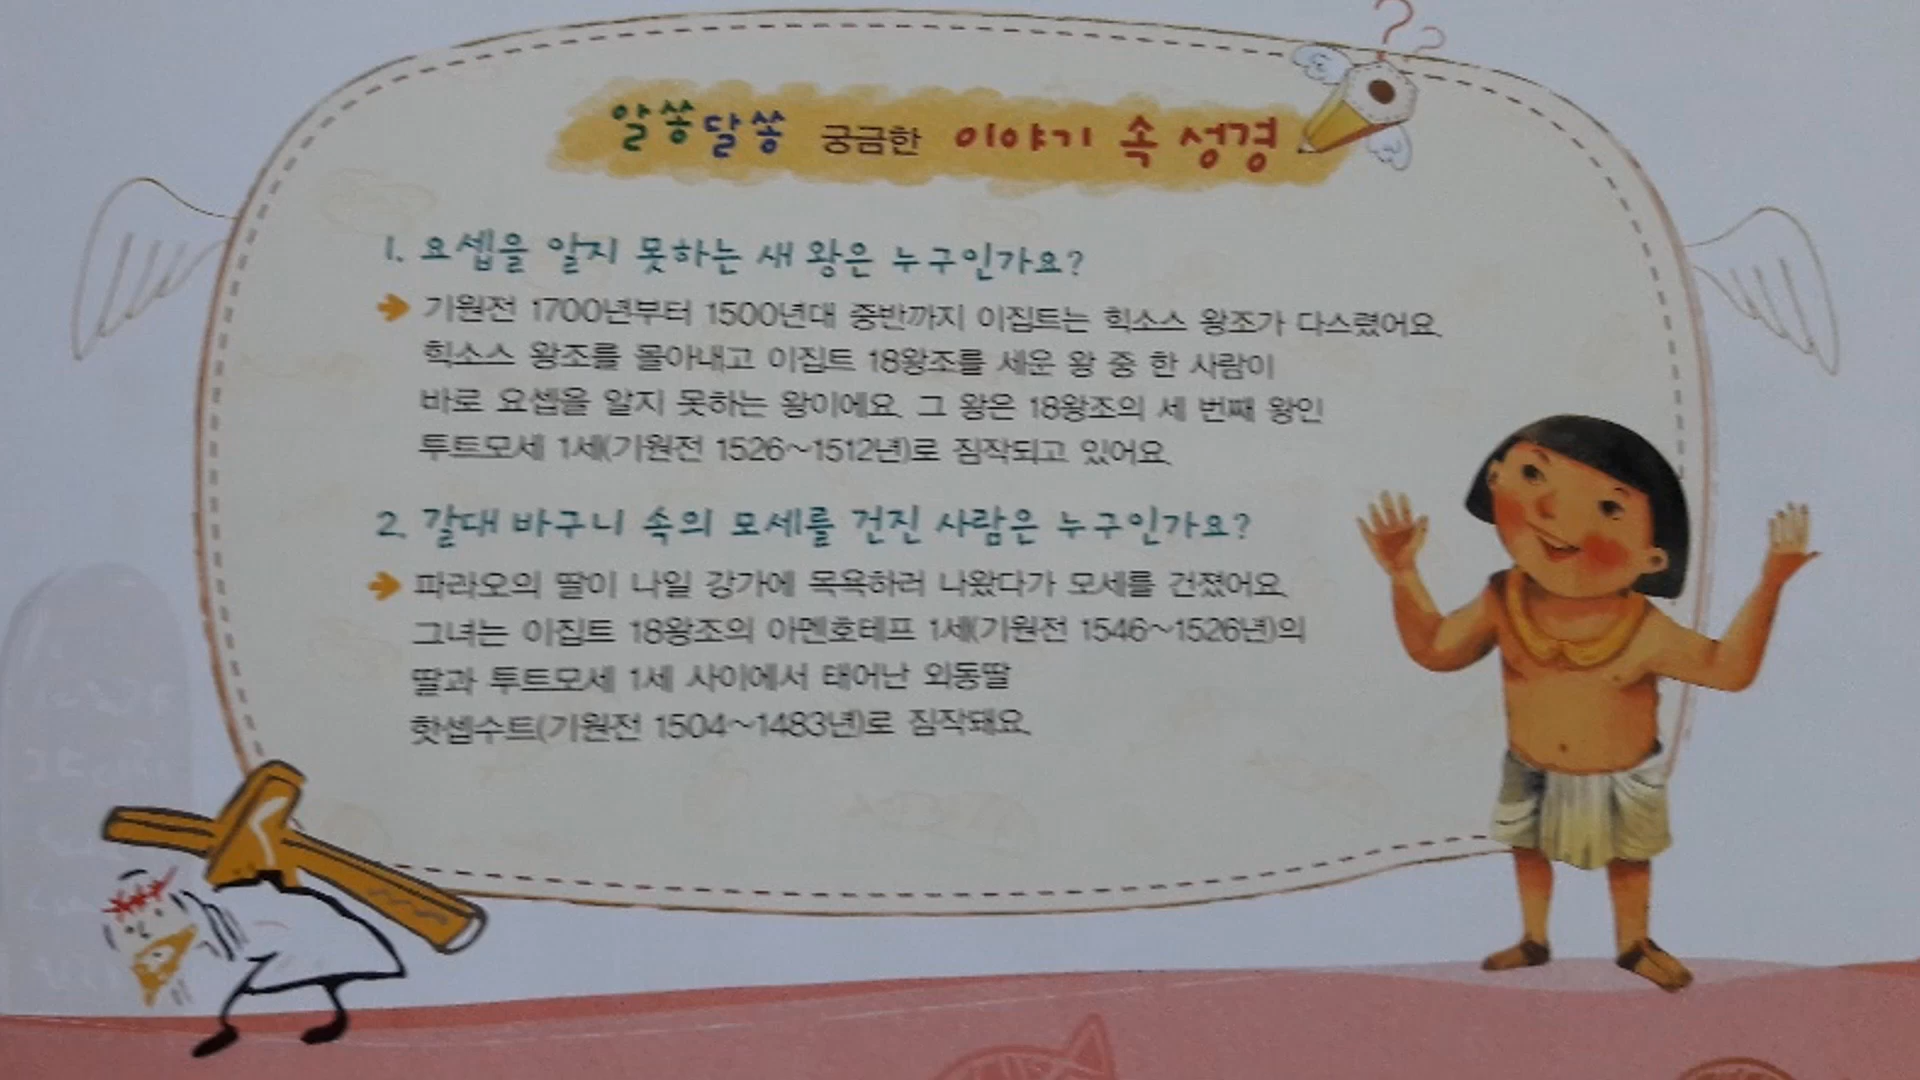 알쏭달쏭 궁금한 이야기 속 성경
1. 요셉을 알지 못하는 새 왕은 누구인가요?
기원전 1700년부터 1500년대 중반까지 이집트는 힉소스 왕조가 다스렸어요.
힉소스 왕조를 몰아내고 이집트 18왕조를 세운 왕 중 한 사람이
바로 요셉을 알지 못하는 왕이에요. 그 왕은 18왕조의 세 번째 왕인
투트모세 1세(기원전 1526~1512년)로 짐작되고 있어요.
2. 갈대 바구니 속의 모세를 건진 사람은 누구인가요?
파라오의 딸이 나일 강가에 목욕하러 나왔다가 모세를 건졌어요.
그녀는 이집트 18왕조의 아멘호테프 1세(기원전 1546~1526년)의
딸과 투트모세 1세 사이에서 태어난 외동딸
핫셉수트(기원전 1504~1483년)로 짐작돼요.